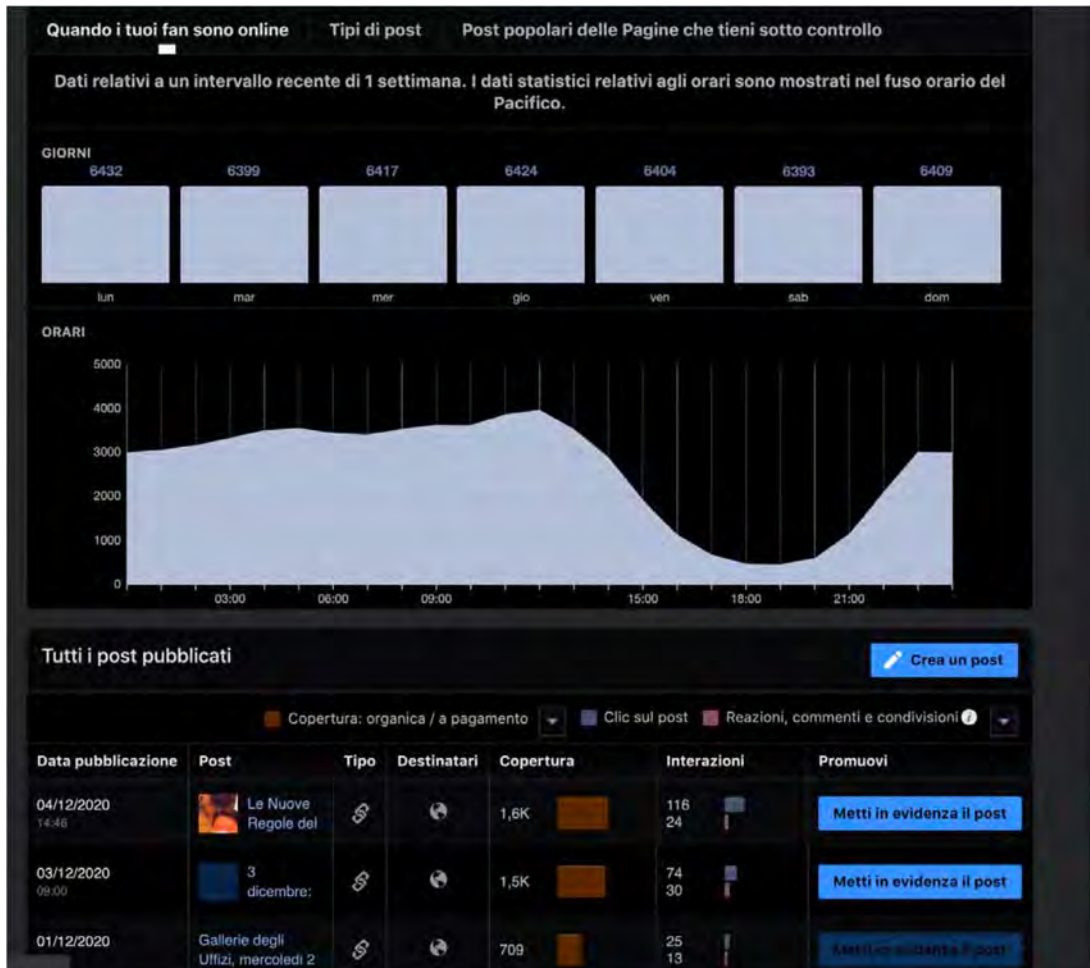 Quando i tuoi fan sono online Tipi di post Post popolari delle Pagine che tieni sotto controllo
Dati relativi a un intervallo recente di 1 settimana. I dati statistici relativi agli orari sono mostrati nel fuso orario del
Pacifico.
GIORNI
6432 6399 6417 6424 6404 6393 6409
lun mar mer gio ven sab dom
ORARI
5000
4000
3000
2000
1000
0
03:00 06:00 09:00 15:00 18:00 21:00
Tutti i post pubblicati Crea un post
Copertura: organica / a pagamento Clic sul post Reazioni, commenti e condivisioni
Data pubblicazione Post Tipo Destinatari Copertura Interazioni Promuovi
04/12/2020 Le Nuove 1,6K 116 Metti in evidenza il post
14:46 Regole del 24
03/12/2020 3 1,5K 74 Metti in evidenza il post
09:00 dicembre: 30
01/12/2020 Gallerie degli 709 25 Metti in evidenza il post
Uffizi, mercoledì 2 13